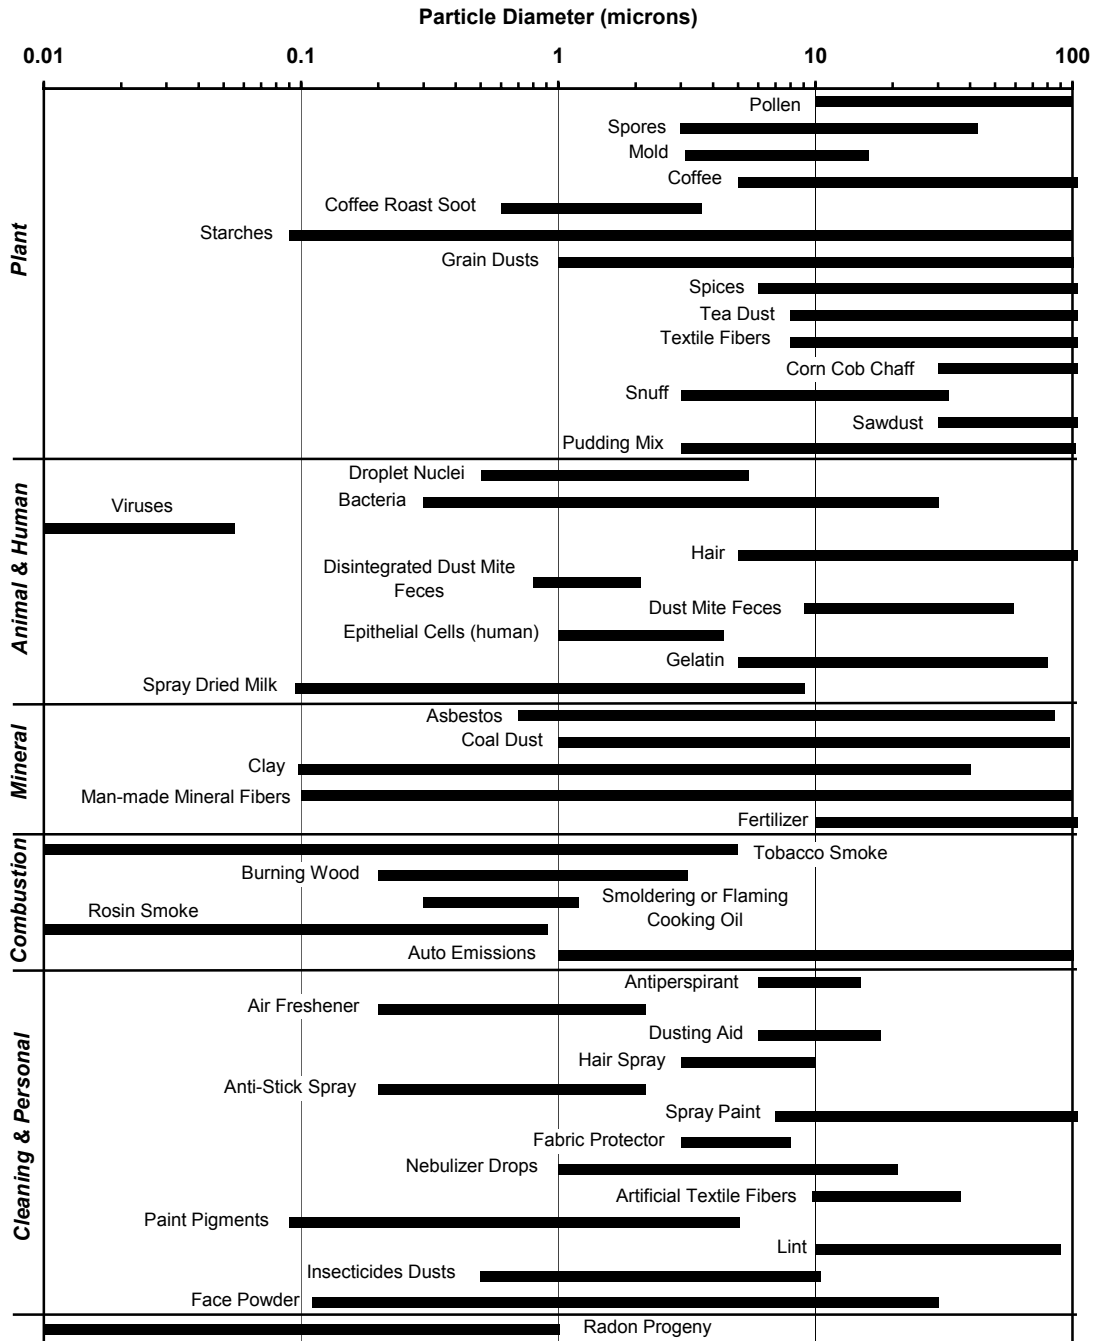 Particle Diameter (microns)
0.01 0.1 1 10 100
Plant
Pollen
Spores
Mold
Coffee
Coffee Roast Soot
Starches
Grain Dusts
Spices
Tea Dust
Textile Fibers
Corn Cob Chaff
Snuff
Sawdust
Pudding Mix
Animal & Human
Droplet Nuclei
Bacteria
Viruses
Hair
Disintegrated Dust Mite
Feces
Dust Mite Feces
Epithelial Cells (human)
Gelatin
Spray Dried Milk
Mineral
Asbestos
Coal Dust
Clay
Man-made Mineral Fibers
Fertilizer
Combustion
Tobacco Smoke
Burning Wood
Smoldering or Flaming
Cooking Oil
Rosin Smoke
Auto Emissions
Cleaning & Personal
Antiperspirant
Air Freshener
Dusting Aid
Hair Spray
Anti-Stick Spray
Spray Paint
Fabric Protector
Nebulizer Drops
Artificial Textile Fibers
Paint Pigments
Lint
Insecticides Dusts
Face Powder
Radon Progeny